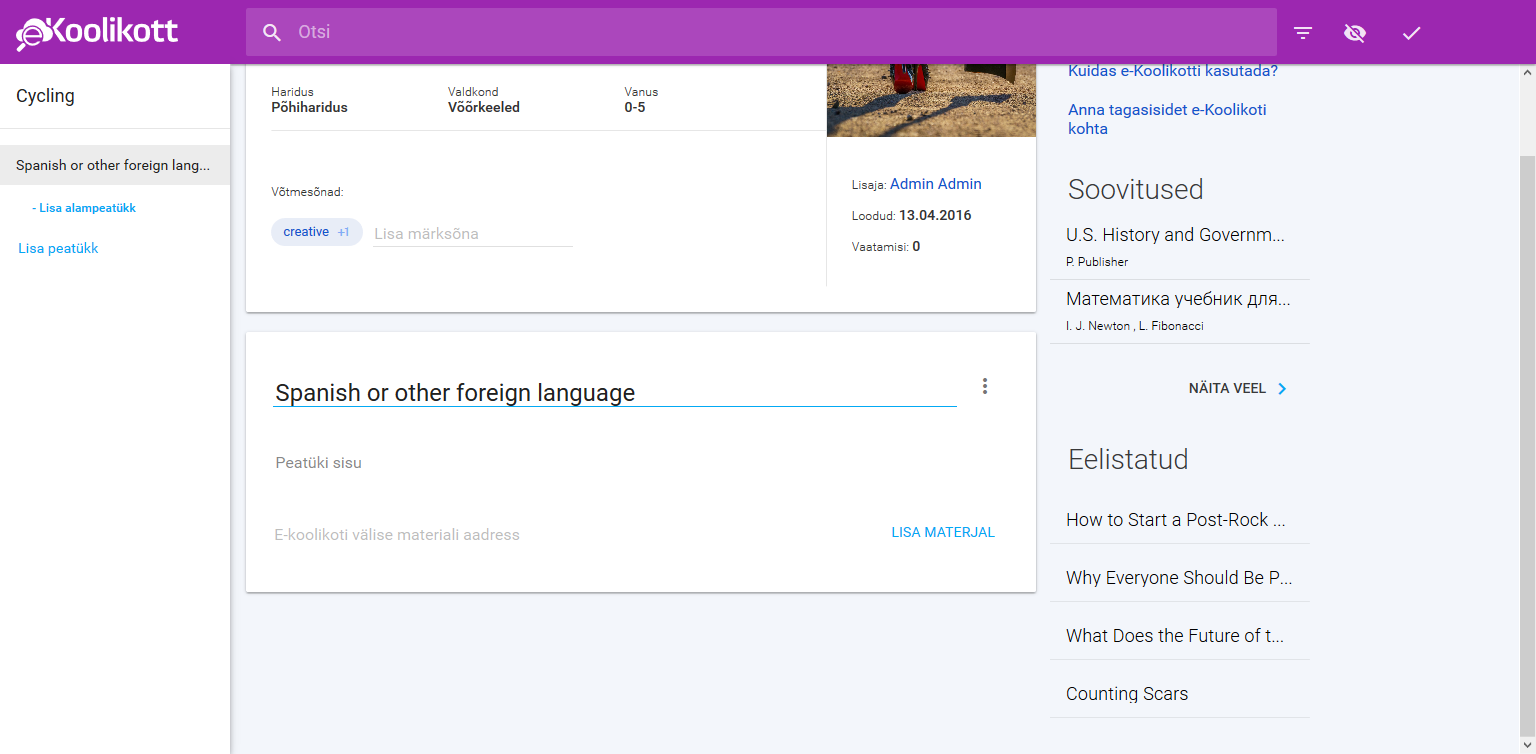 eKoolikott
Otsi
Cycling
Spanish or other foreign lang...
- Lisa alampeatükk
Lisa peatükk
Haridus
Põhiharidus
Valdkond
Võõrkeeled
Vanus
0-5
Võtmesõnad:
creative +1
Lisa märksõna
Lisaja: Admin Admin
Loodud: 13.04.2016
Vaatamisi: 0
Spanish or other foreign language
Peatüki sisu
E-koolikoti välise materiali aadress
LISA MATERJAL
Kuidas e-Koolikotti kasutada?
Anna tagasisidet e-Koolikoti
kohta
Soovitused
U.S. History and Governm...
P. Publisher
Математика учебник для...
I. J. Newton , L. Fibonacci
NÄITA VEEL
Eelistatud
How to Start a Post-Rock ...
Why Everyone Should Be P...
What Does the Future of t...
Counting Scars